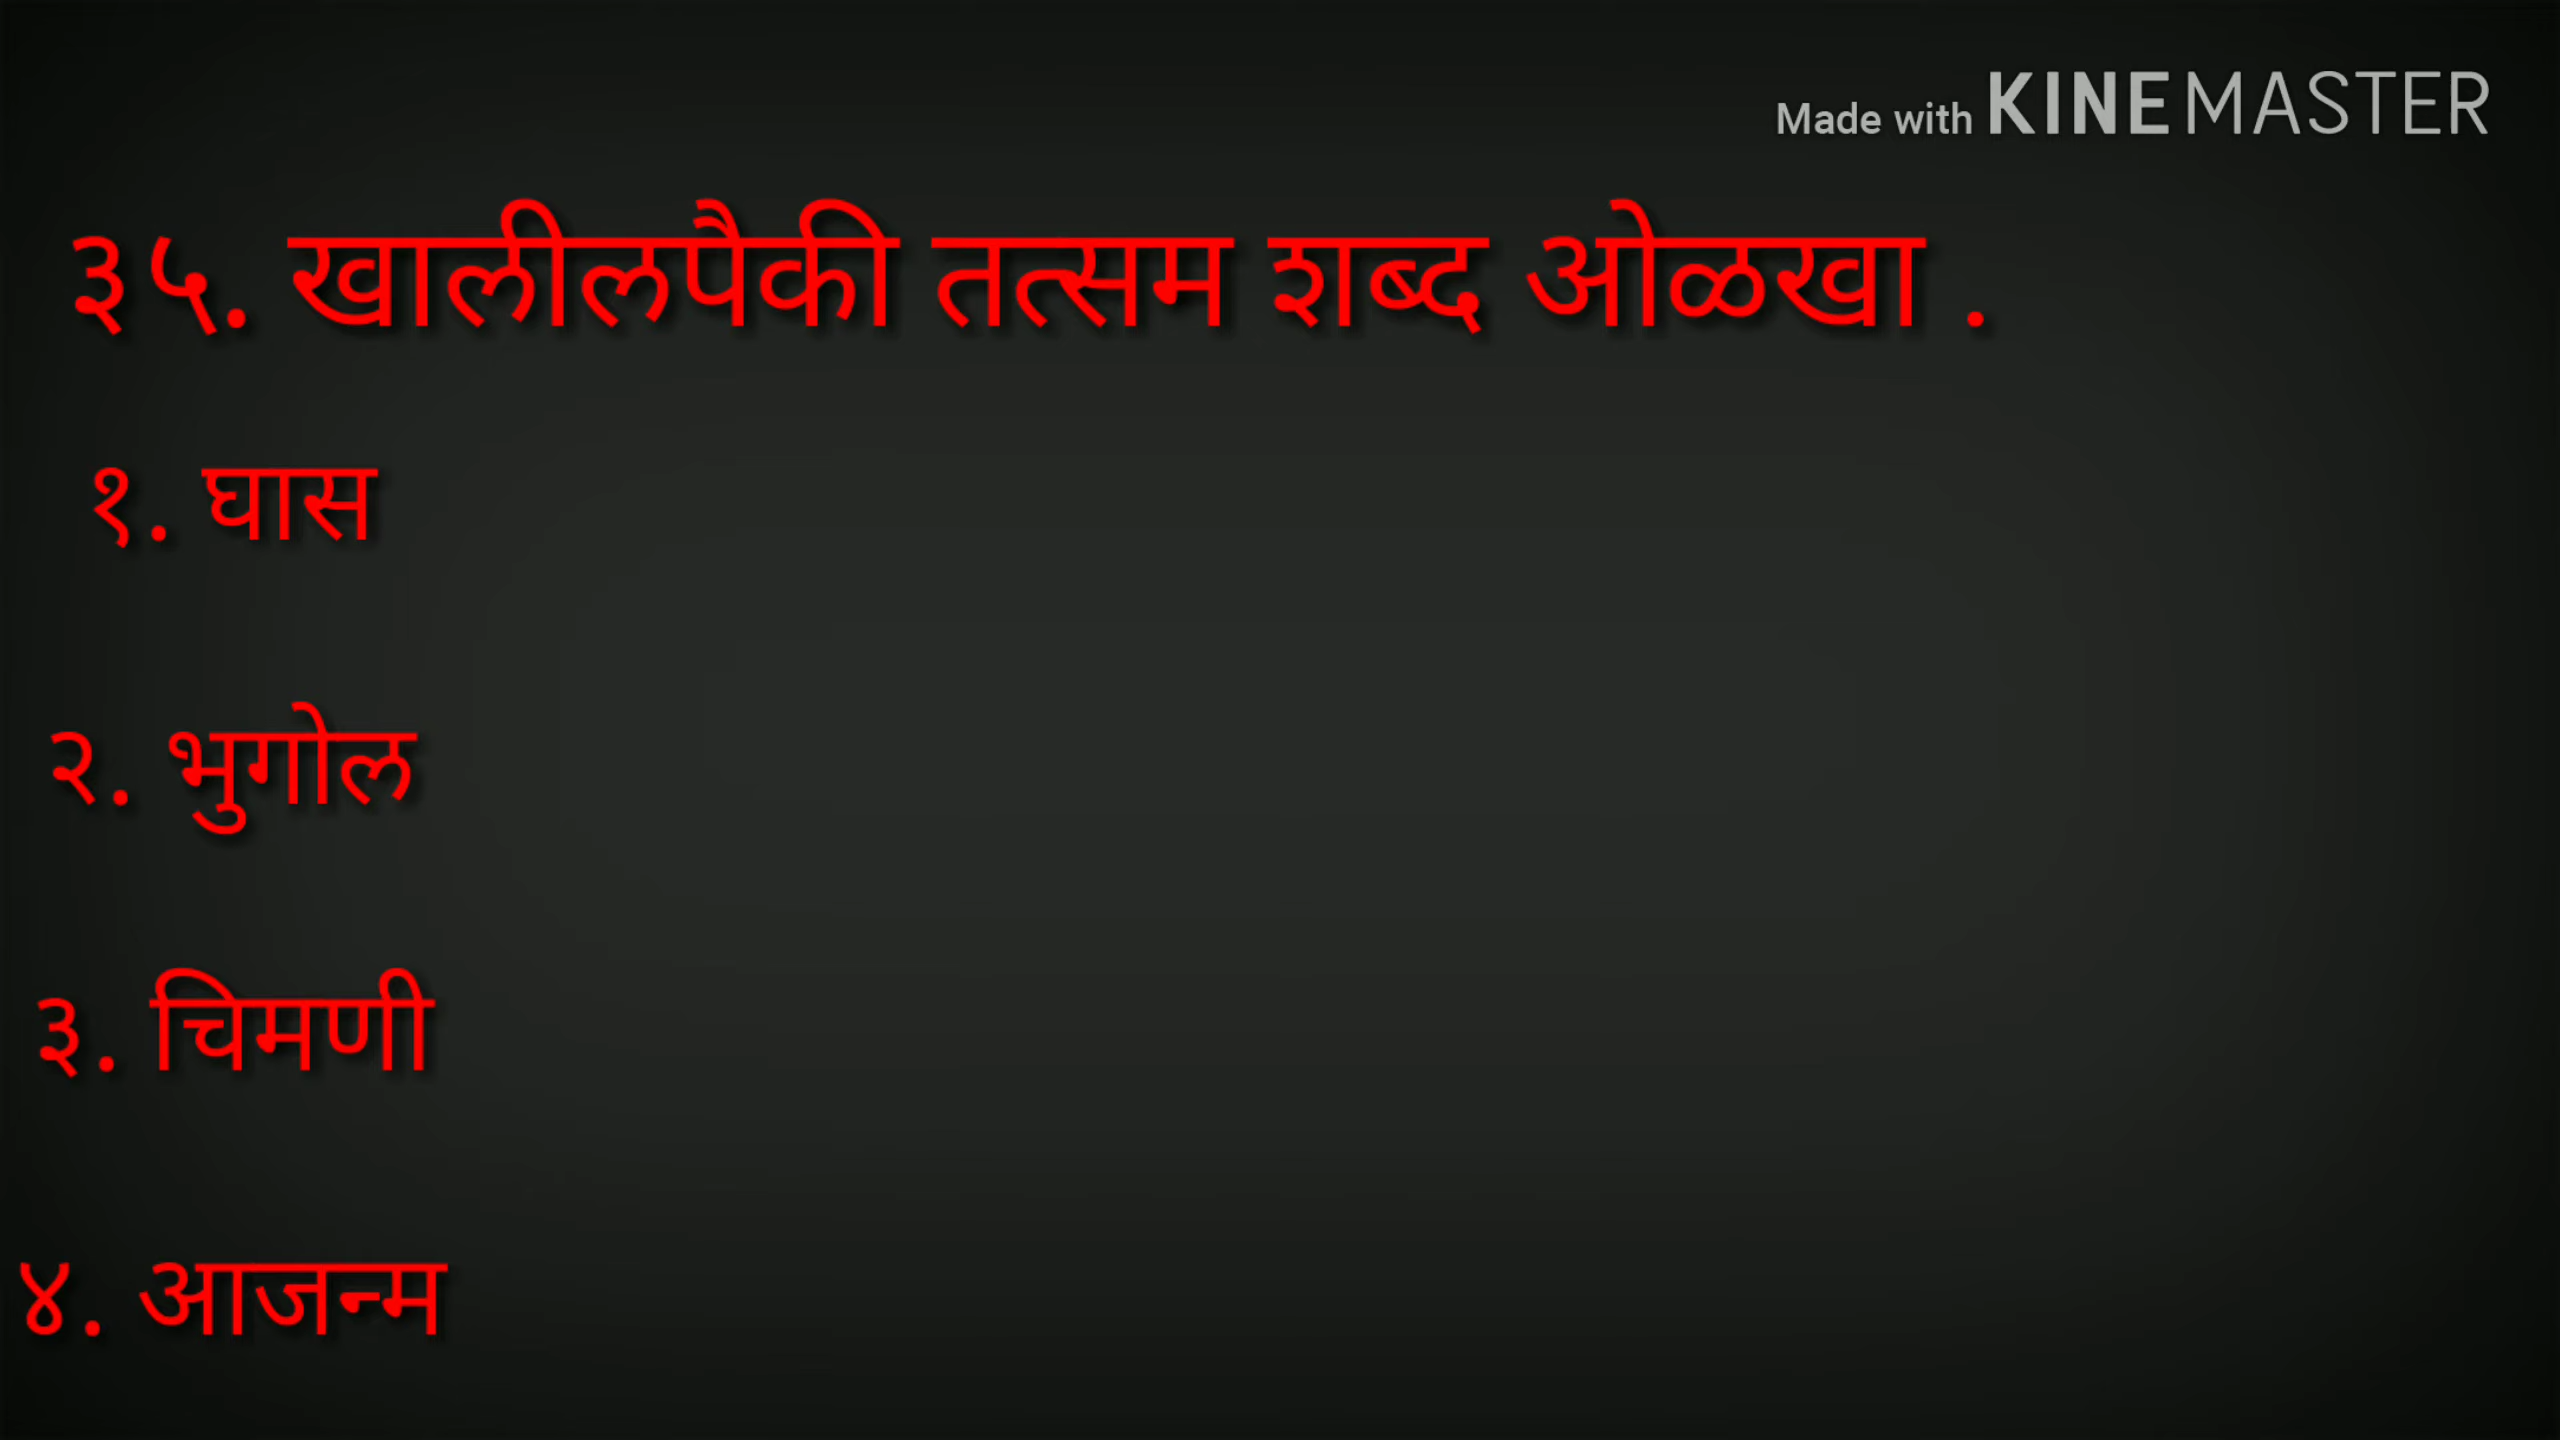 Made with KINEMASTER
३५. खालीलपैकी तत्सम शब्द ओळखा .
१. घास
२. भुगोल
३. चिमणी
४. आजन्म